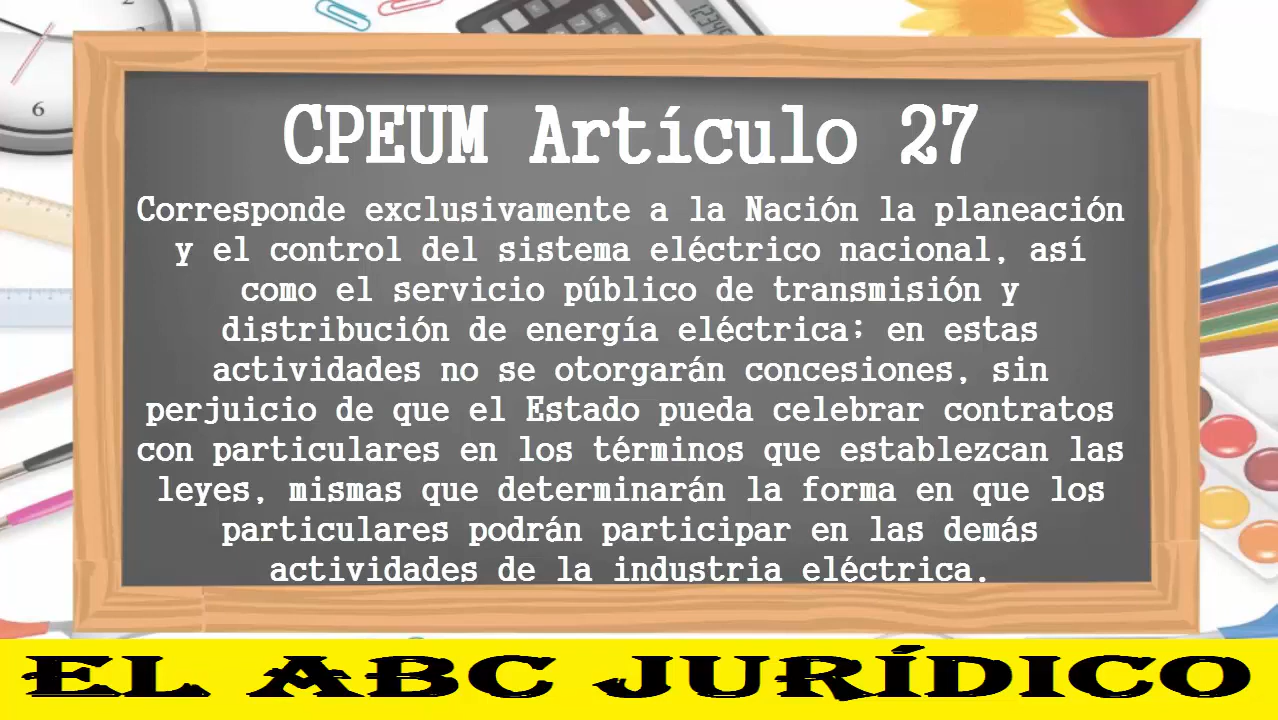 CPEUM Artículo 27
Corresponde exclusivamente a la Nación la planeación
y el control del sistema eléctrico nacional, así
como el servicio público de transmisión y
distribución de energía eléctrica; en estas
actividades no se otorgarán concesiones, sin
perjuicio de que el Estado pueda celebrar contratos
con particulares en los términos que establezcan las
leyes, mismas que determinarán la forma en que los
particulares podrán participar en las demás
actividades de la industria eléctrica.
EL ABC JURÍDICO